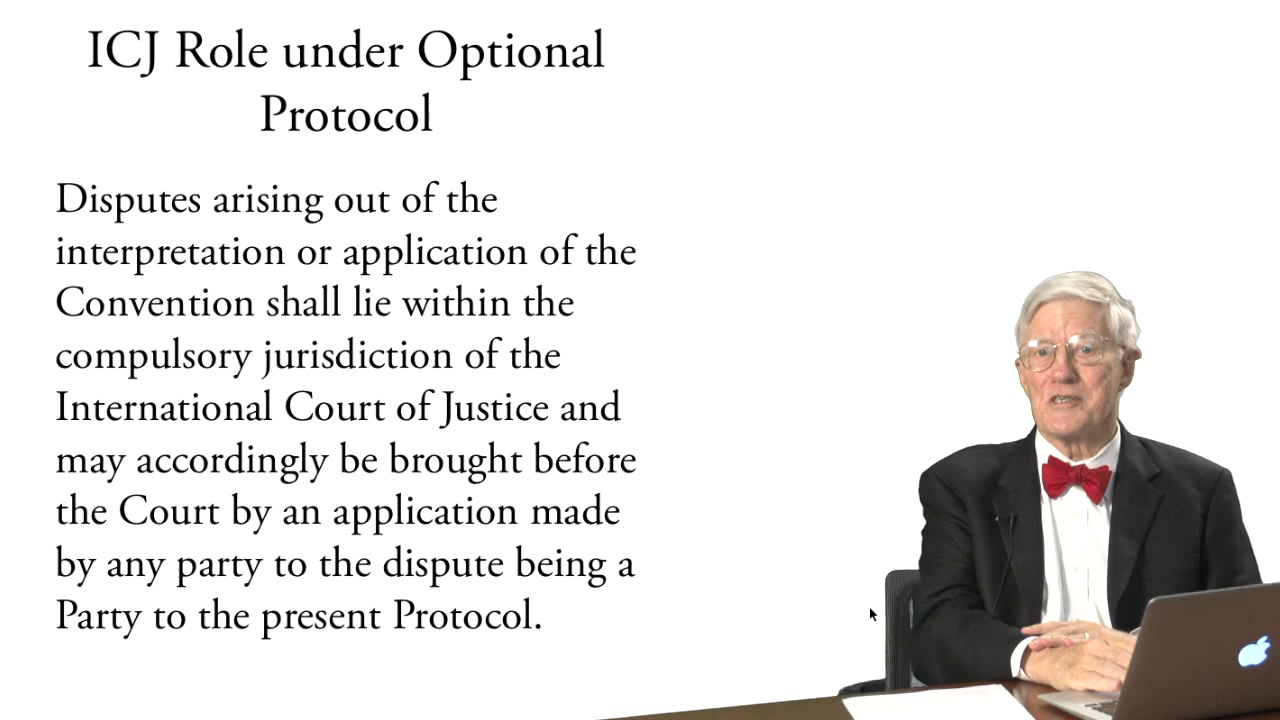 ICJ Role under Optional
Protocol
Disputes arising out of the
interpretation or application of the
Convention shall lie within the
compulsory jurisdiction of the
International Court of Justice and
may accordingly be brought before
the Court by an application made
by any party to the dispute being a
Party to the present Protocol.